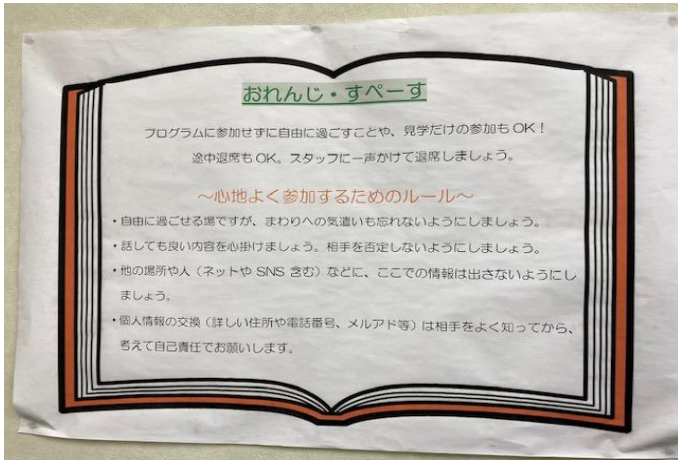 おれんじ・すぺーす
プログラムに参加せずに自由に過ごすことや、見学だけの参加も OK！
途中退席も OK。スタッフに一声かけて退席しましょう。
～心地よく参加するためのルール～
・自由に過ごせる場ですが、まわりへの気遣いも忘れないようにしましょう。
・話しても良い内容を心掛けましょう。相手を否定しないようにしましょう。
・他の場所や人（ネットや SNS 含む）などに、ここでの情報は出さないようにし
ましょう。
・個人情報の交換（詳しい住所や電話番号、メルアド等）は相手をよく知ってから、
考えて自己責任でお願いします。